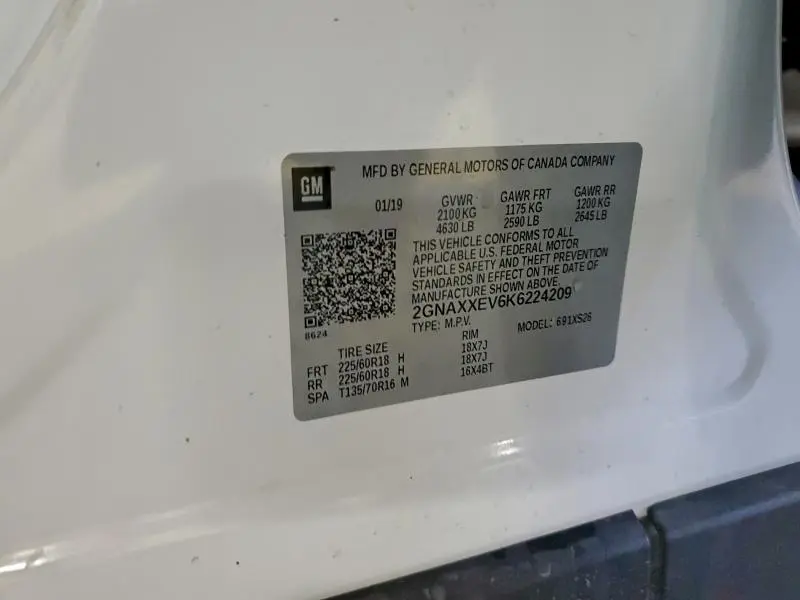 GM
MFD BY GENERAL MOTORS OF CANADA COMPANY
01/19
GVWR GAWR FRT GAWR RR
2100 KG 1175 KG 1200 KG
4630 LB 2590 LB 2645 LB
THIS VEHICLE CONFORMS TO ALL
APPLICABLE U.S. FEDERAL MOTOR
VEHICLE SAFETY AND THEFT PREVENTION
STANDARDS IN EFFECT ON THE DATE OF
MANUFACTURE SHOWN ABOVE.
2GNAXXEV6K6224209
TYPE: M.P.V. MODEL: 691XS26
8624
TIRE SIZE RIM
FRT 225/60R18 H 18X7J
RR 225/60R18 H 18X7J
SPA T135/70R16 M 16X4BT